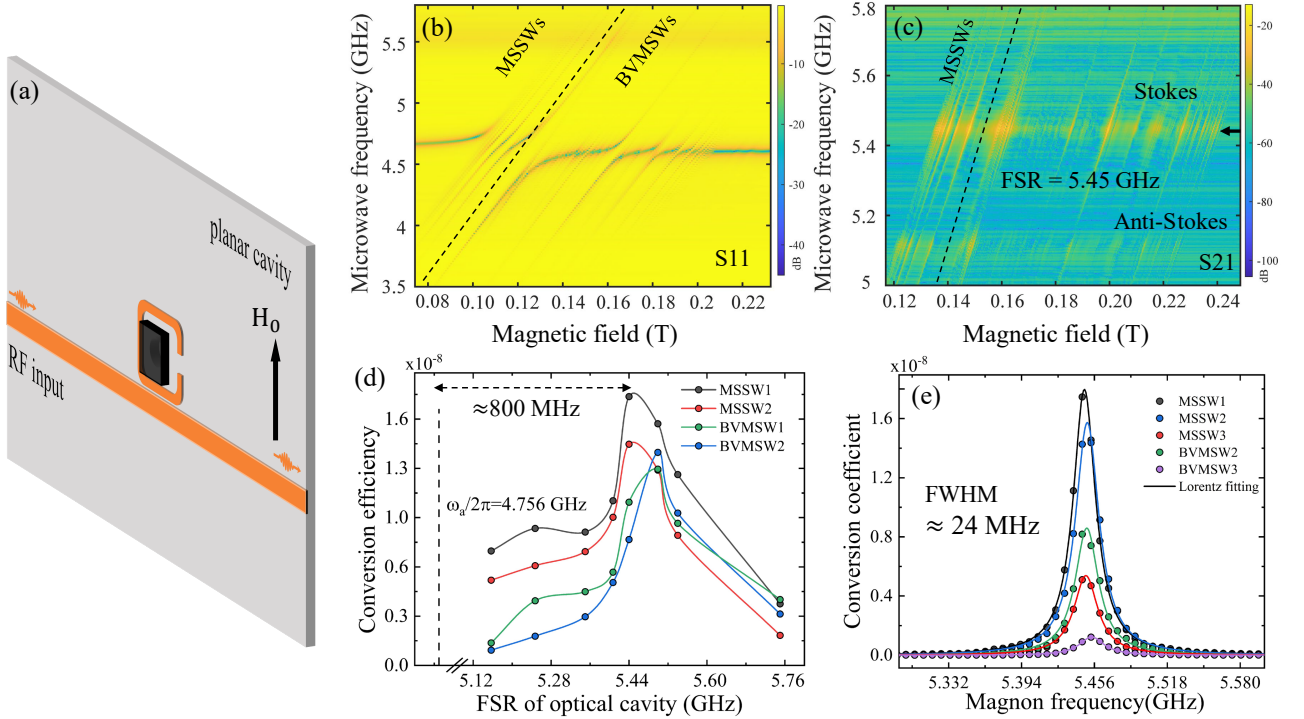 (a)
planar cavity
H₀
RF input
(b)
MSSWs
BVMSWs
S11
Microwave frequency (GHz)
5.5
5
4.5
4
3.5
0.08
0.10
0.12
0.14
0.16
0.18
0.2
0.22
Magnetic field (T)
-10
-20
-30
-40
dB
(c)
MSSWs
Stokes
FSR = 5.45 GHz
Anti-Stokes
S21
Microwave frequency (GHz)
5.8
5.6
5.4
5.2
5
0.12
0.14
0.16
0.18
0.20
0.22
0.24
Magnetic field (T)
-20
-40
-60
-80
-100
dB
(d)
x10⁻⁸
≈800 MHz
ωₐ/2π=4.756 GHz
MSSW1
MSSW2
BVMSW1
BVMSW2
Conversion efficiency
1.6
1.3
1.0
0.6
0.3
0.0
5.12
5.28
5.44
5.60
5.76
FSR of optical cavity (GHz)
(e)
x10⁻⁸
FWHM
≈ 24 MHz
MSSW1
MSSW2
MSSW3
BVMSW2
BVMSW3
Lorentz fitting
Conversion coefficient
1.6
1.2
0.8
0.4
0.0
5.332
5.394
5.456
5.518
5.580
Magnon frequency(GHz)